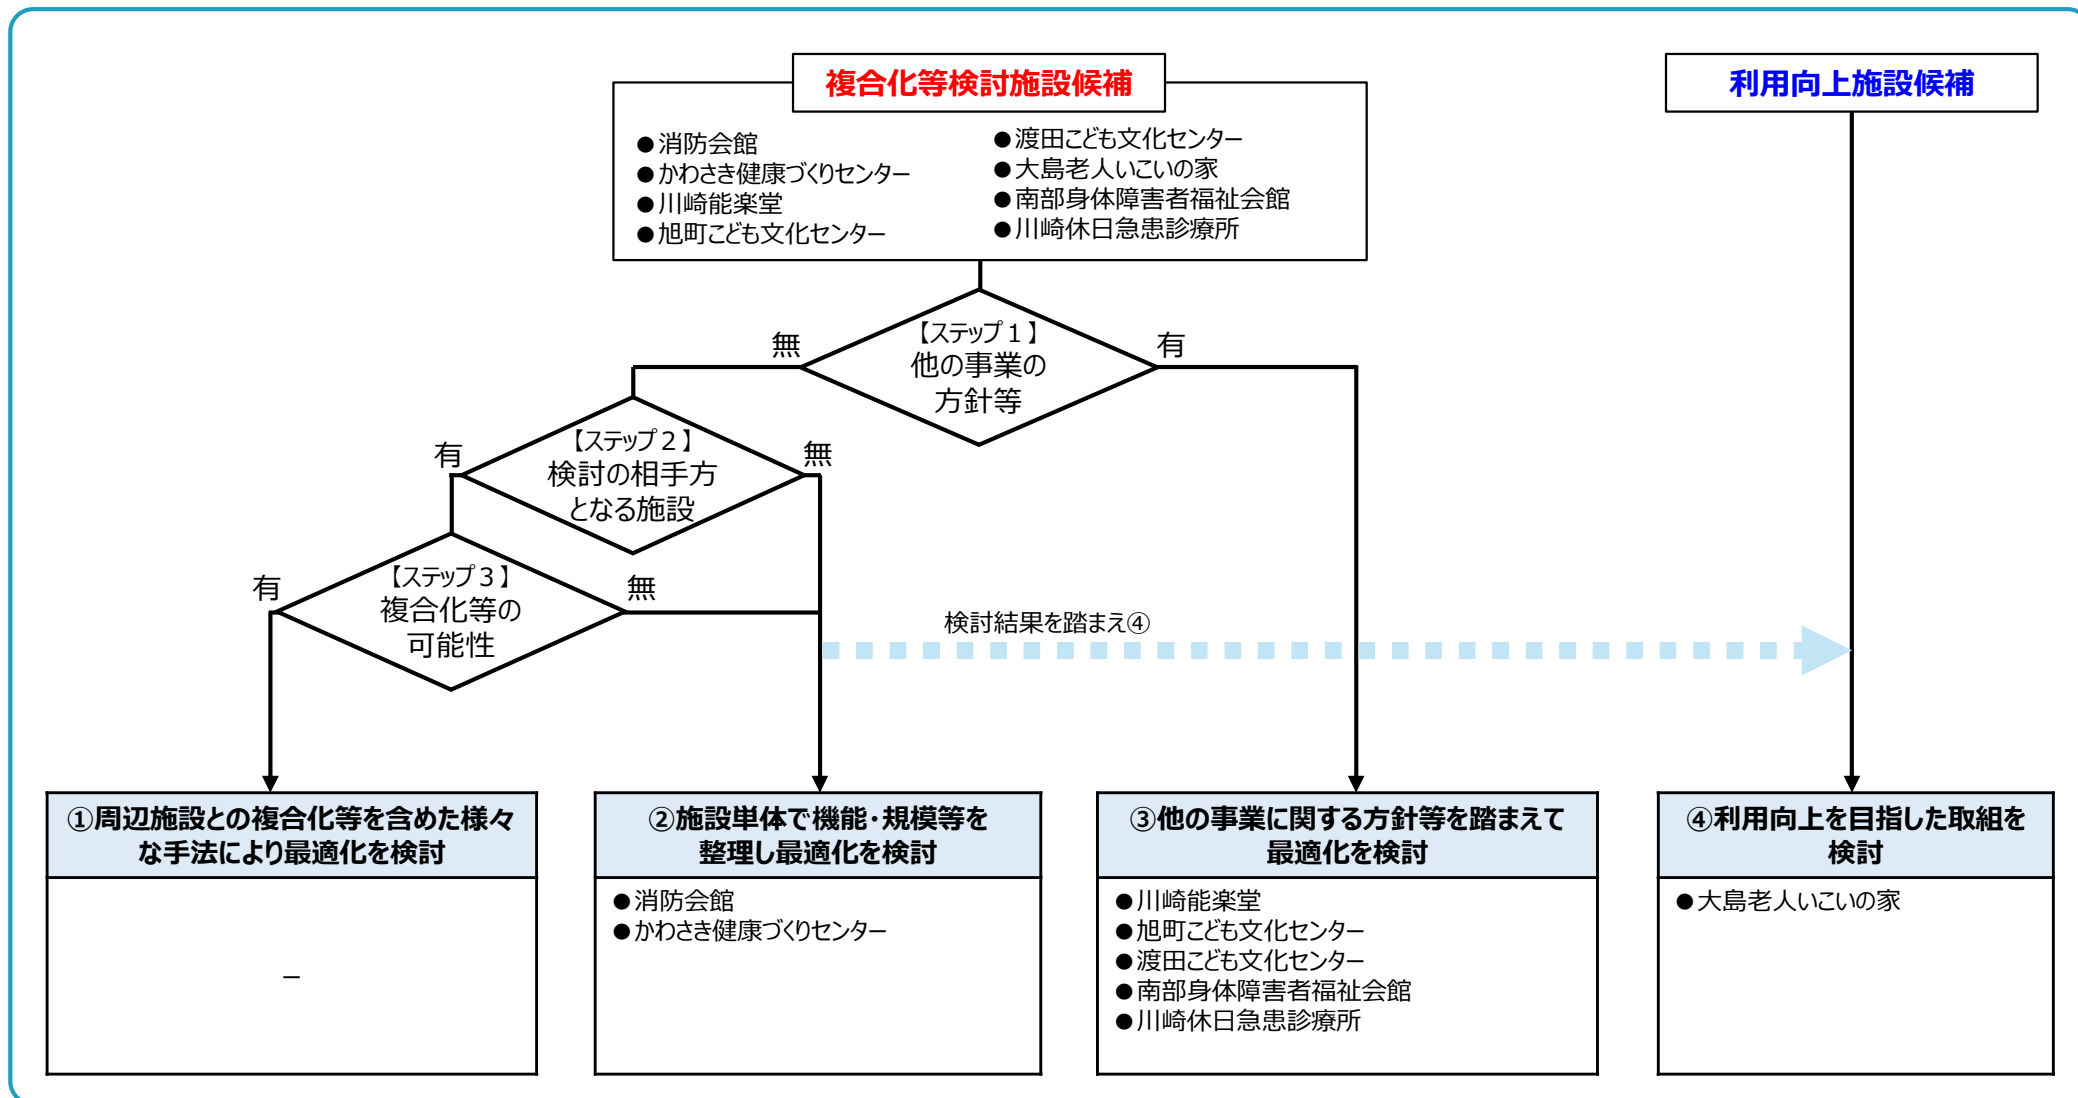 複合化等検討施設候補
利用向上施設候補
●消防会館
●かわさき健康づくりセンター
●川崎能楽堂
●旭町こども文化センター
●渡田こども文化センター
●大島老人いこいの家
●南部身体障害者福祉会館
●川崎休日急患診療所
【ステップ１】
他の事業の
方針等
無
有
【ステップ２】
検討の相手方
となる施設
有
無
【ステップ３】
複合化等の
可能性
有
無
検討結果を踏まえ④
①周辺施設との複合化等を含めた様々
な手法により最適化を検討
－
②施設単体で機能・規模等を
整理し最適化を検討
●消防会館
●かわさき健康づくりセンター
③他の事業に関する方針等を踏まえて
最適化を検討
●川崎能楽堂
●旭町こども文化センター
●渡田こども文化センター
●南部身体障害者福祉会館
●川崎休日急患診療所
④利用向上を目指した取組を
検討
●大島老人いこいの家